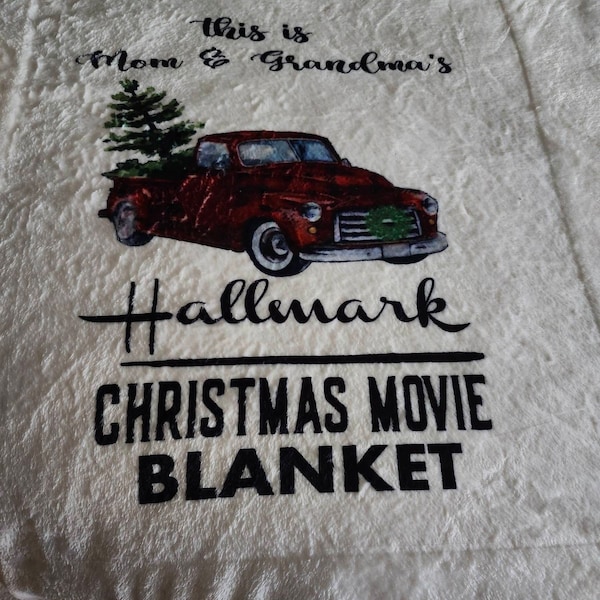 this is
Mom & Grandma's
Hallmark
CHRISTMAS MOVIE
BLANKET